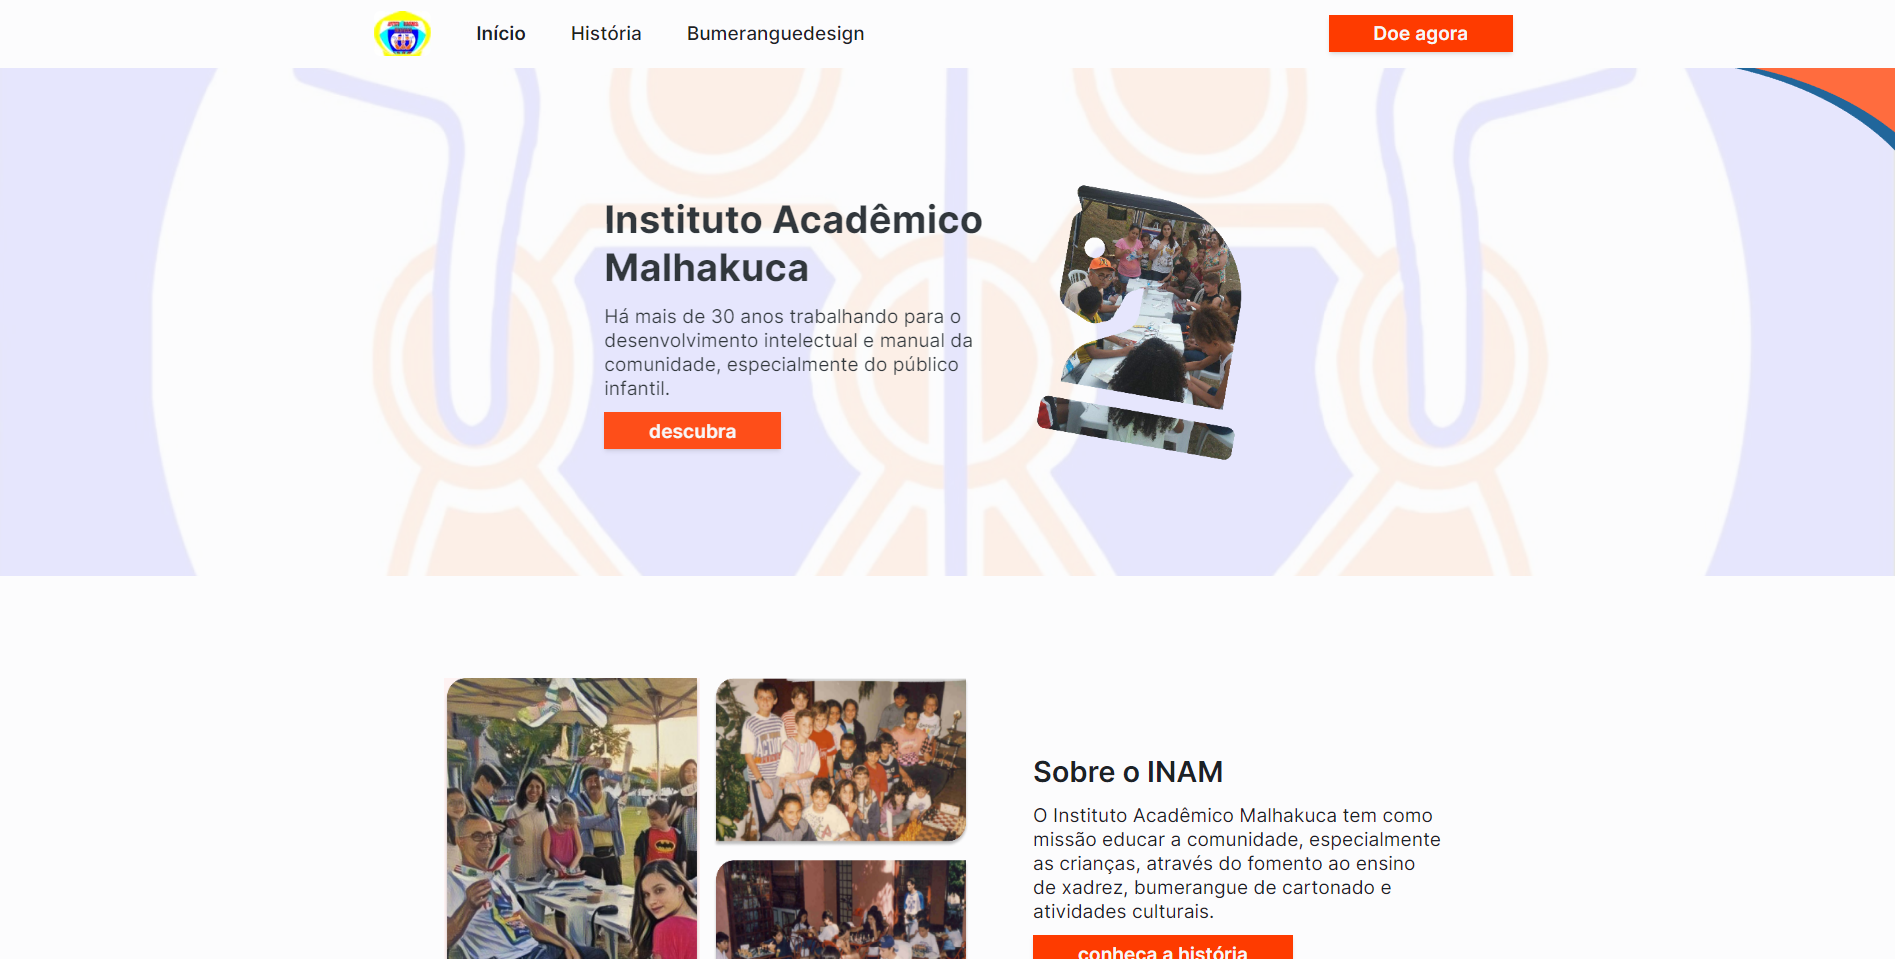 Início
História
Bumeranguedesign
Doe agora
Instituto Acadêmico
Malhakuca
Há mais de 30 anos trabalhando para o
desenvolvimento intelectual e manual da
comunidade, especialmente do público
infantil.
descubra
Sobre o INAM
O Instituto Acadêmico Malhakuca tem como
missão educar a comunidade, especialmente
as crianças, através do fomento ao ensino
de xadrez, bumerangue de cartonado e
atividades culturais.
conheça a história